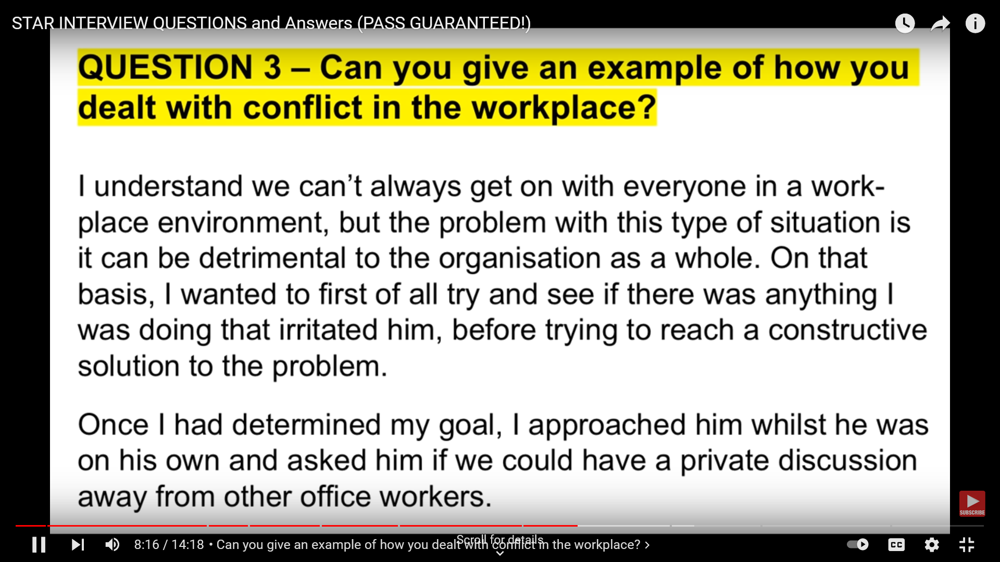 STAR INTERVIEW QUESTIONS and Answers (PASS GUARANTEED!)
QUESTION 3 – Can you give an example of how you
dealt with conflict in the workplace?
I understand we can’t always get on with everyone in a work-
place environment, but the problem with this type of situation is
it can be detrimental to the organisation as a whole. On that
basis, I wanted to first of all try and see if there was anything I
was doing that irritated him, before trying to reach a constructive
solution to the problem.
Once I had determined my goal, I approached him whilst he was
on his own and asked him if we could have a private discussion
away from other office workers.
SUBSCRIBE
Scroll for details
8:16 / 14:18 • Can you give an example of how you dealt with conflict in the workplace?
CC